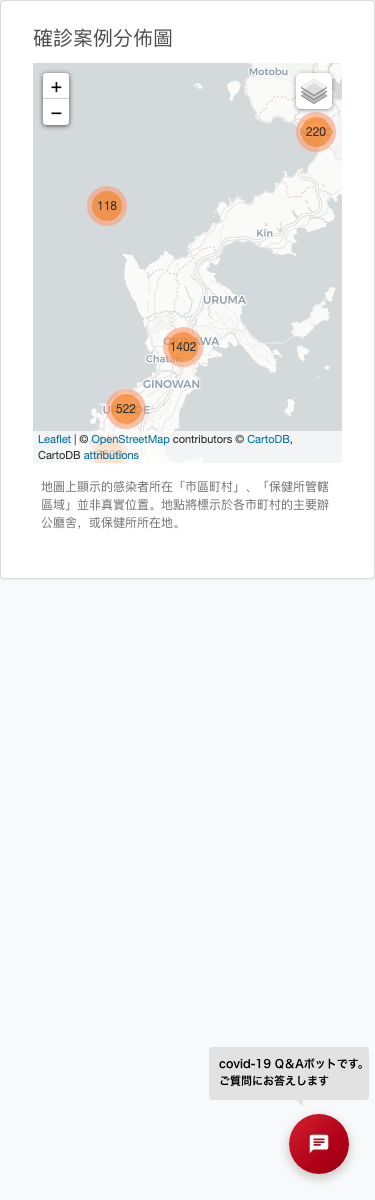 確診案例分佈圖
+
−
Motobu
220
118
Kin
URUMA
1402
Chatan
GINOWAN
522
Leaflet | © OpenStreetMap contributors © CartoDB,
CartoDB attributions
地圖上顯示的感染者所在「市區町村」、「保健所管轄
區域」並非真實位置。地點將標示於各市町村的主要辦
公廳舍，或保健所所在地。
covid-19 Q&Aボットです。
ご質問にお答えします